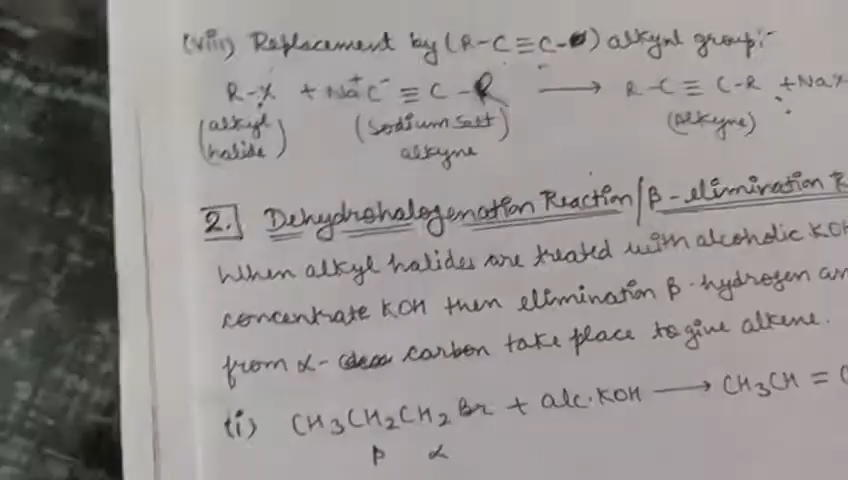 (viii) Replacement by (R-C≡C-) alkynl group:-
R-X + Na⁺C⁻ ≡ C-R ⟶ R-C ≡ C-R + NaX
(alkyl halide) (Sodium Salt) alkyne (Alkyne)
2. Dehydrohalogenation Reaction/β-elimination R
When alkyl halides are treated with alcoholic KOH
concentrate KOH then elimination β-hydrogen an
from α- carbon take place to give alkene.
(i) CH₃CH₂CH₂Br + alc.KOH ⟶ CH₃CH = C
β α